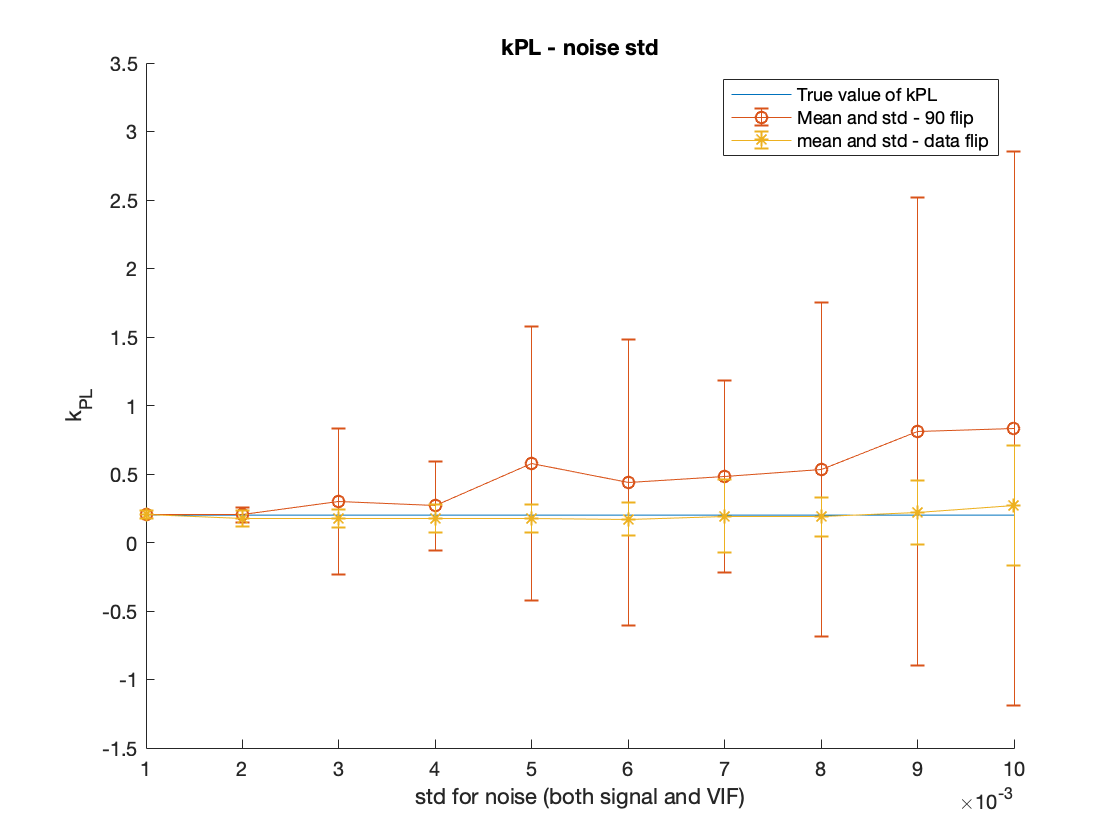 kPL - noise std
True value of kPL
Mean and std - 90 flip
mean and std - data flip
3.5
3
2.5
2
1.5
1
0.5
0
-0.5
-1
-1.5
kPL
1 2 3 4 5 6 7 8 9 10
std for noise (both signal and VIF)
×10-3